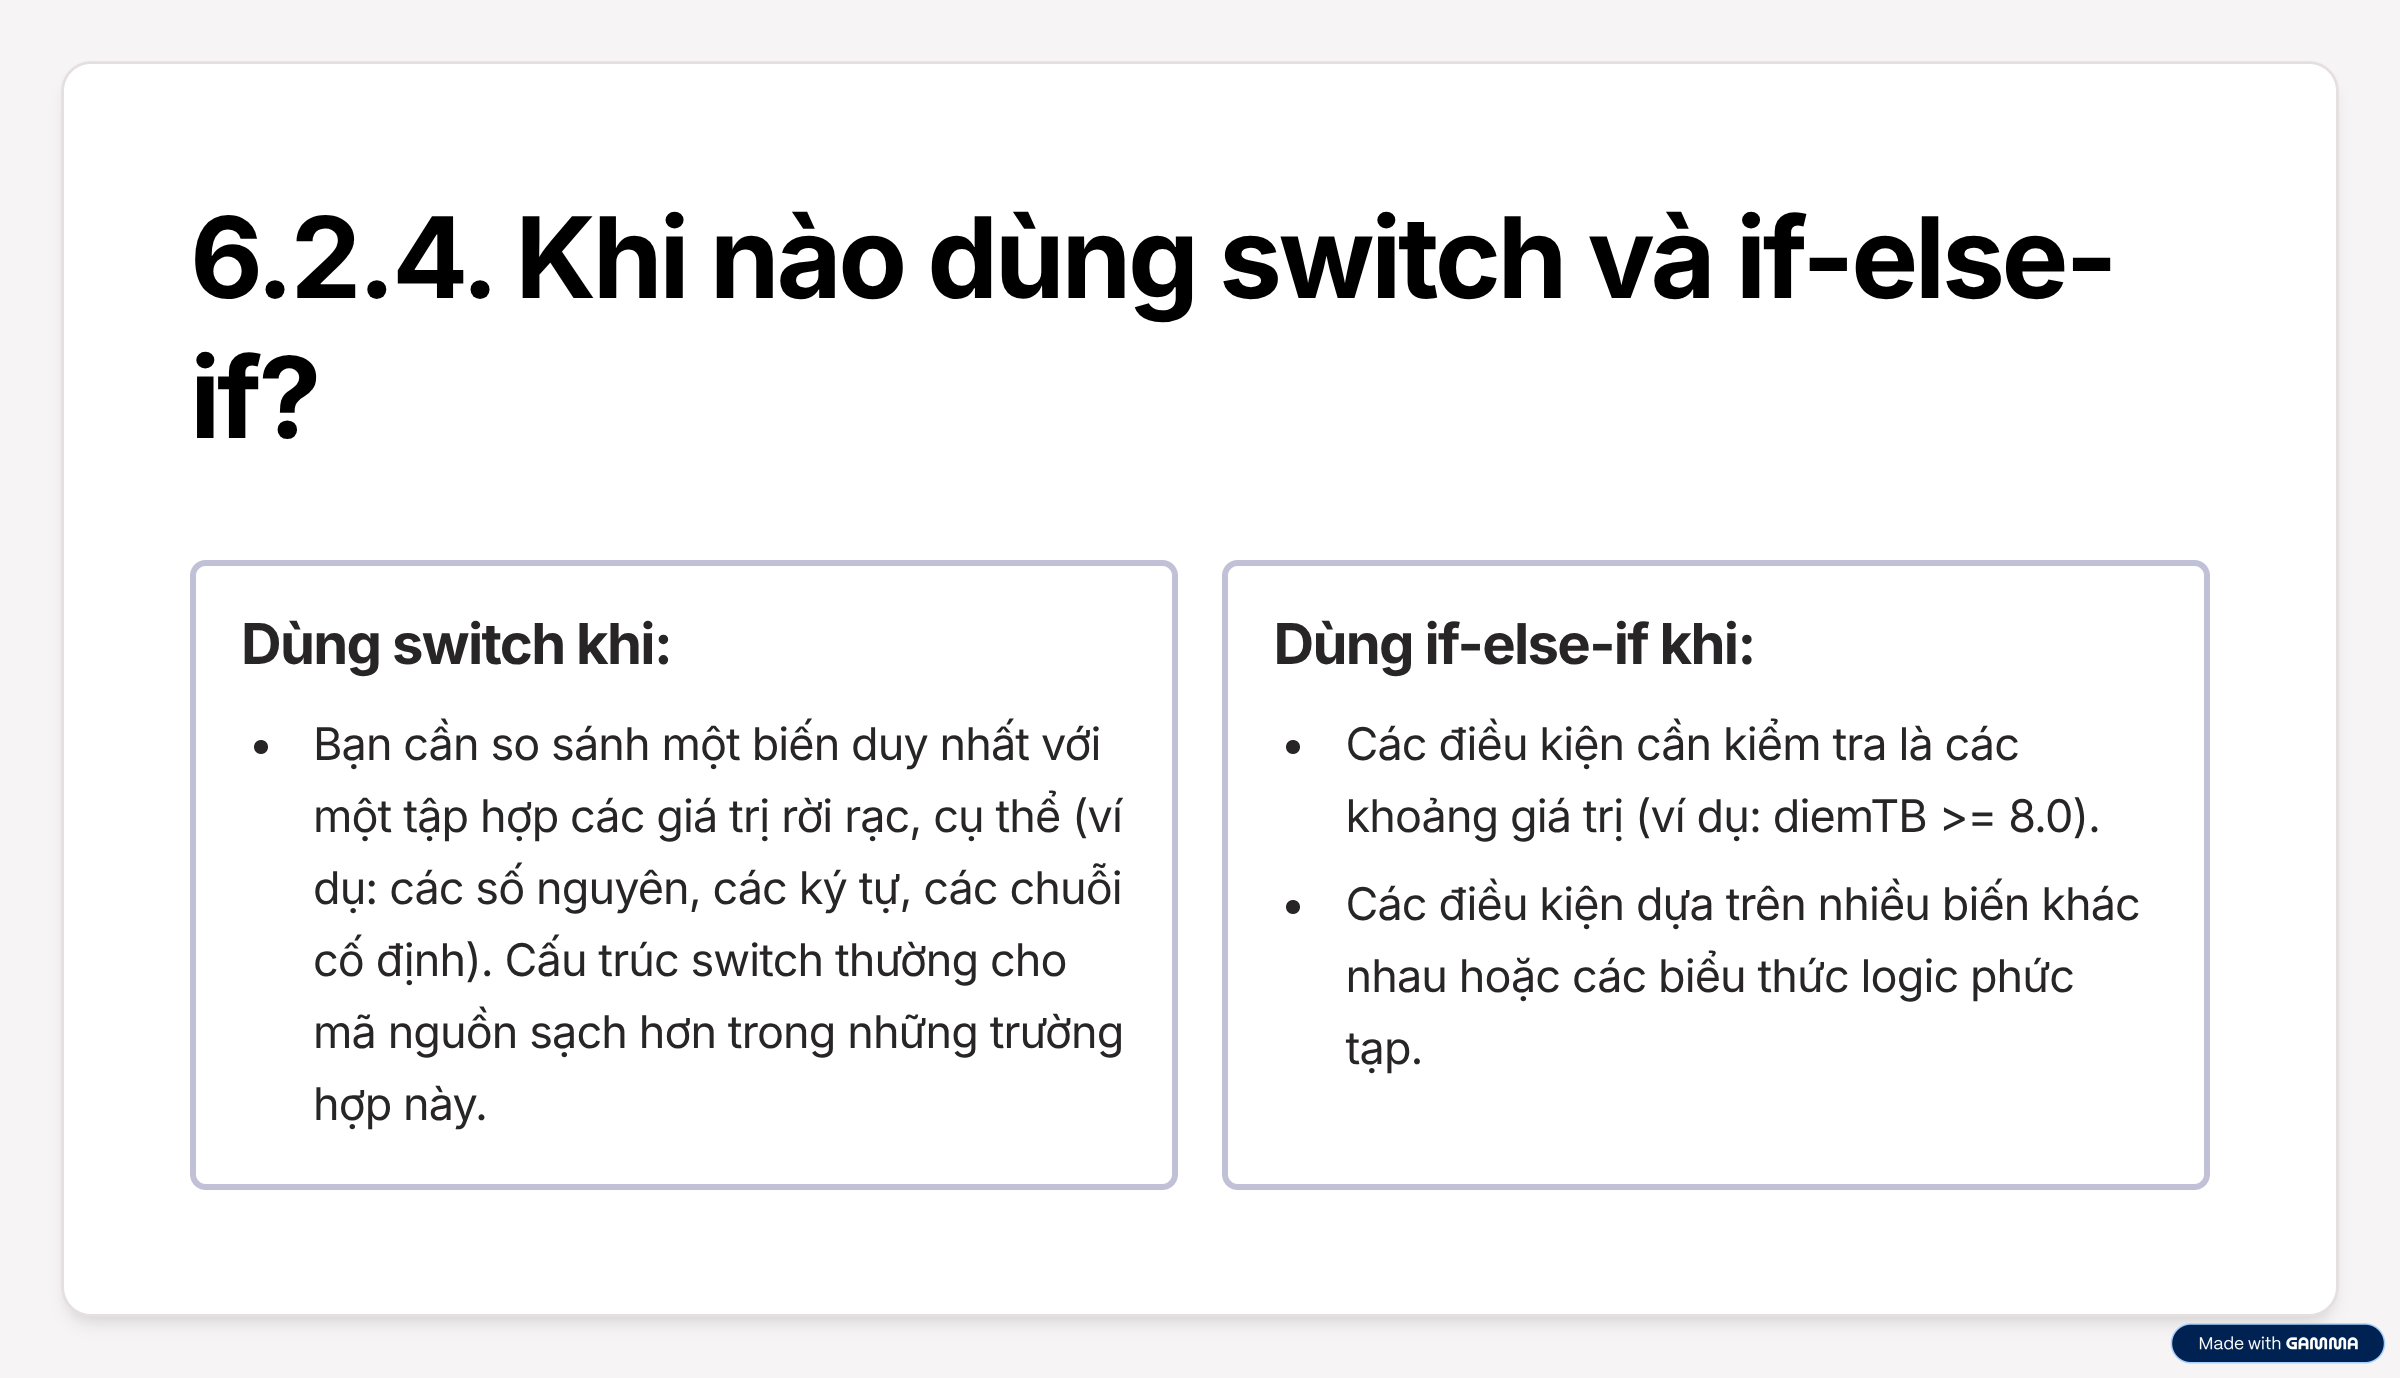 6.2.4. Khi nào dùng switch và if-else-
if?
Dùng switch khi:
• Bạn cần so sánh một biến duy nhất với
một tập hợp các giá trị rời rạc, cụ thể (ví
dụ: các số nguyên, các ký tự, các chuỗi
cố định). Cấu trúc switch thường cho
mã nguồn sạch hơn trong những trường
hợp này.
Dùng if-else-if khi:
• Các điều kiện cần kiểm tra là các
khoảng giá trị (ví dụ: diemTB >= 8.0).
• Các điều kiện dựa trên nhiều biến khác
nhau hoặc các biểu thức logic phức
tạp.
Made with GAMMA